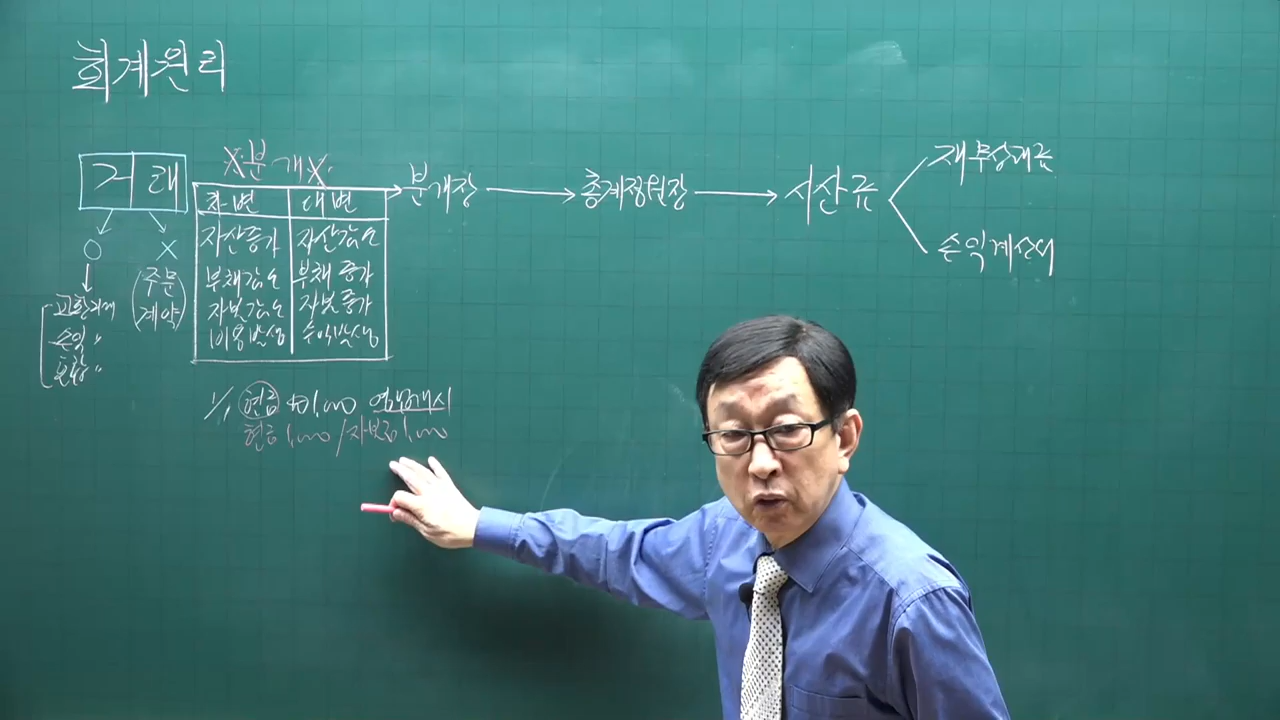 회계원리
거래
X분개X
차변 대변
자산증가 자산감소
부채감소 부채증가
자본감소 자본증가
비용발생 수익발생
분개장
총계정원장
시산표
재무상태표
손익계산서
O X
(주문
계약)
교환거래
손익 〃
혼합 〃
1/1 현금 ₩1,000 영업개시
현금 1,000 / 자본금 1,000